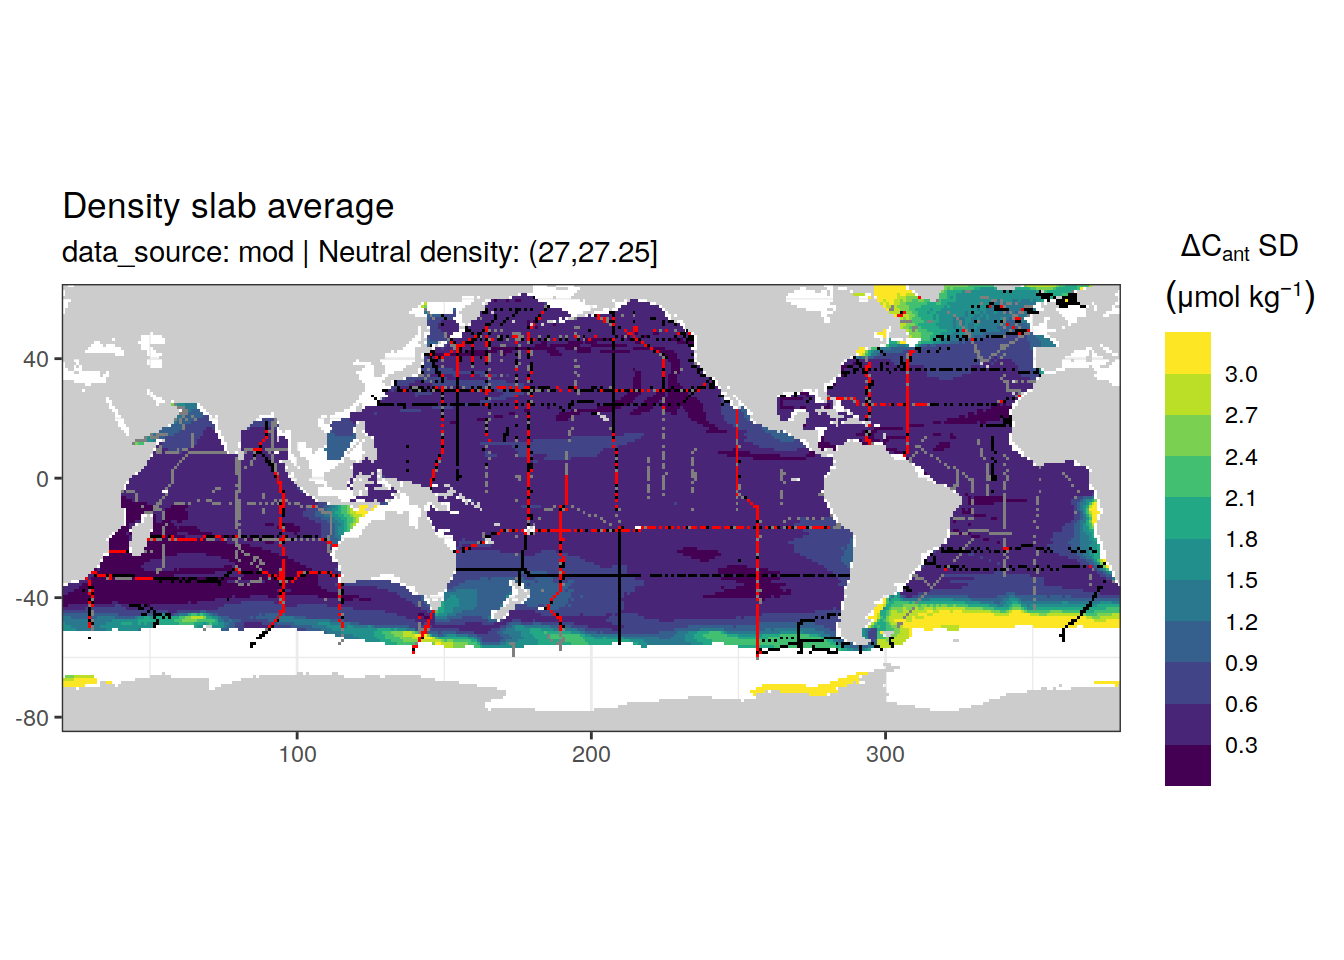 Density slab average
data_source: mod | Neutral density: (27,27.25]
ΔCant SD
(μmol kg⁻¹)
3.0
2.7
2.4
2.1
1.8
1.5
1.2
0.9
0.6
0.3
40
0
-40
-80
100 200 300